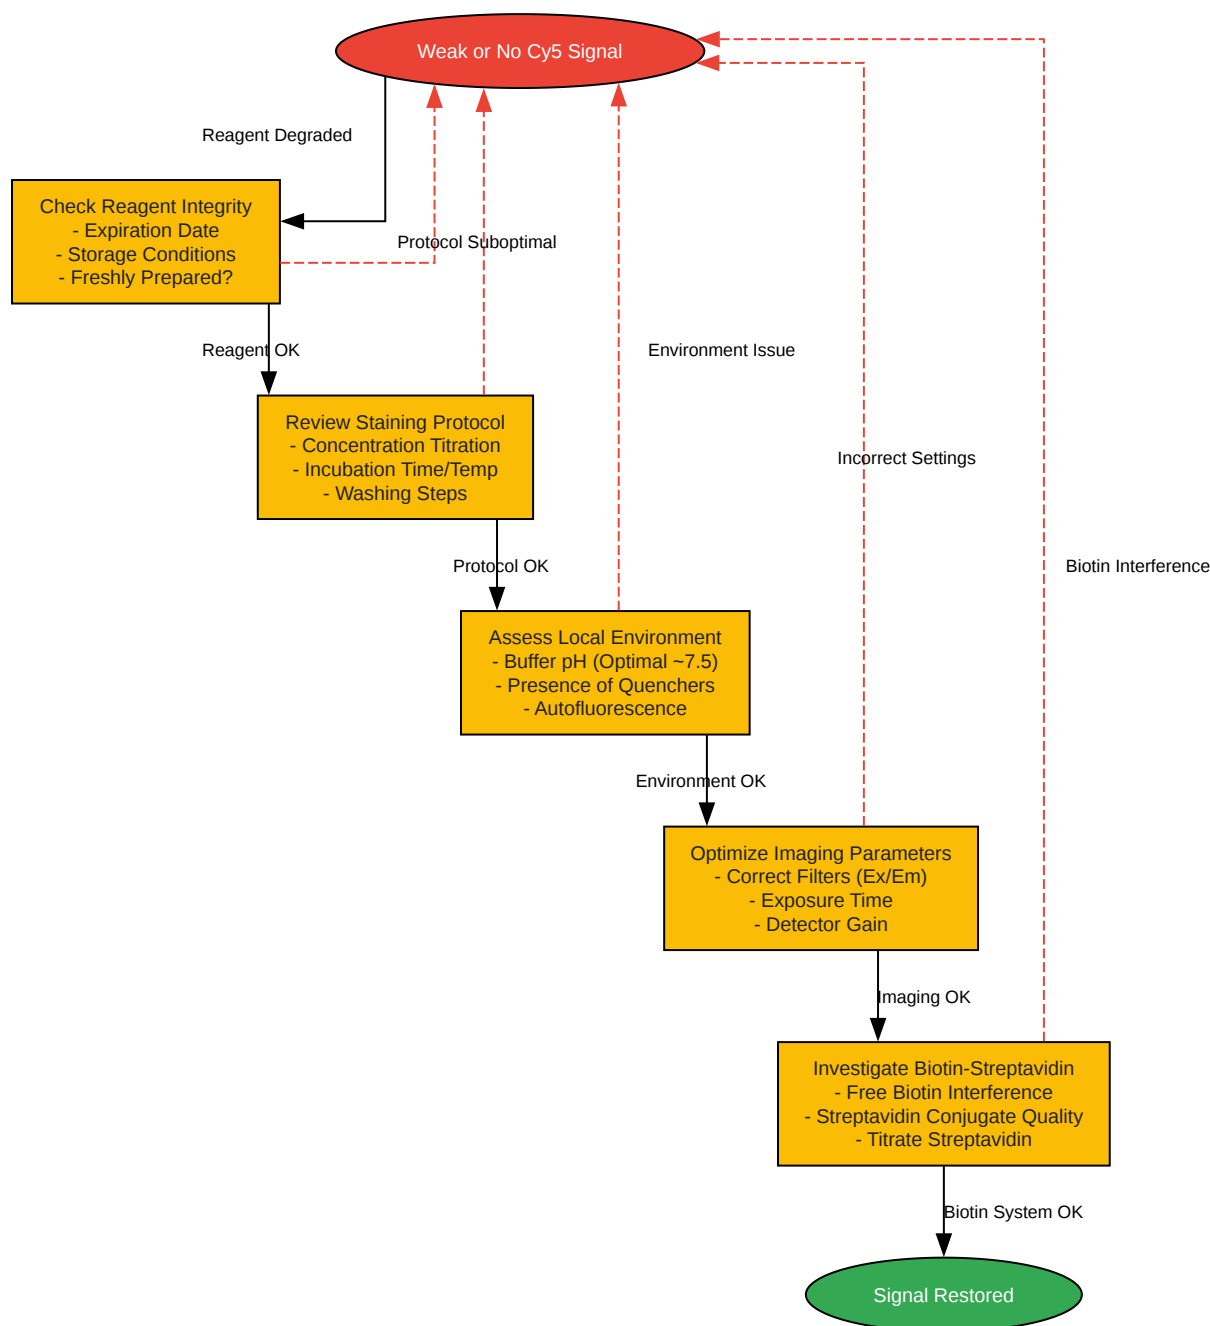 Weak or No Cy5 Signal
Reagent Degraded
Check Reagent Integrity
- Expiration Date
- Storage Conditions
- Freshly Prepared?
Protocol Suboptimal
Reagent OK
Environment Issue
Review Staining Protocol
- Concentration Titration
- Incubation Time/Temp
- Washing Steps
Incorrect Settings
Protocol OK
Biotin Interference
Assess Local Environment
- Buffer pH (Optimal ~7.5)
- Presence of Quenchers
- Autofluorescence
Environment OK
Optimize Imaging Parameters
- Correct Filters (Ex/Em)
- Exposure Time
- Detector Gain
Imaging OK
Investigate Biotin-Streptavidin
- Free Biotin Interference
- Streptavidin Conjugate Quality
- Titrate Streptavidin
Biotin System OK
Signal Restored